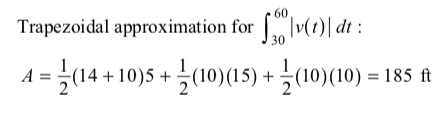 Trapezoidal approximation for ∫₃₀⁶⁰ |v(t)| dt :
A = 1/2 (14 + 10)5 + 1/2 (10)(15) + 1/2 (10)(10) = 185 ft